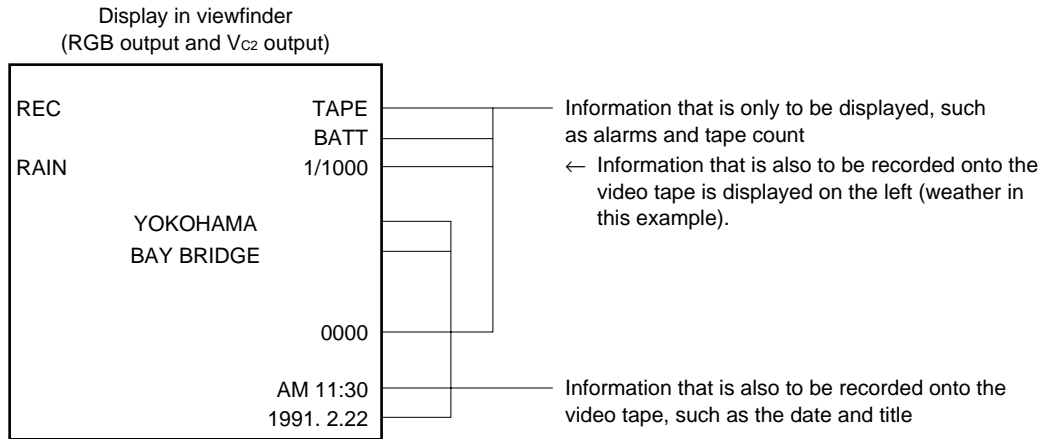 Display in viewfinder
(RGB output and VC2 output)
REC TAPE
BATT
RAIN 1/1000
YOKOHAMA
BAY BRIDGE
0000
AM 11:30
1991. 2.22
Information that is only to be displayed, such
as alarms and tape count
← Information that is also to be recorded onto the
video tape is displayed on the left (weather in
this example).
Information that is also to be recorded onto the
video tape, such as the date and title